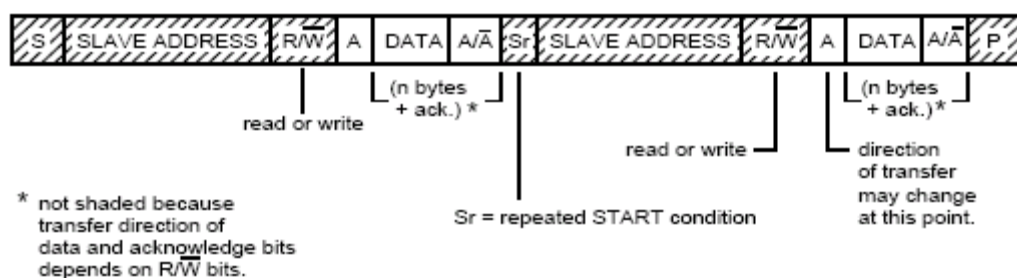 S SLAVE ADDRESS R/W̅ A DATA A/A̅ Sr SLAVE ADDRESS R/W̅ A DATA A/A̅ P
(n bytes
+ ack.) *
read or write
(n bytes
+ ack.) *
read or write
direction
of transfer
may change
at this point.
* not shaded because
transfer direction of
data and acknowledge bits
depends on R/W̅ bits.
Sr = repeated START condition